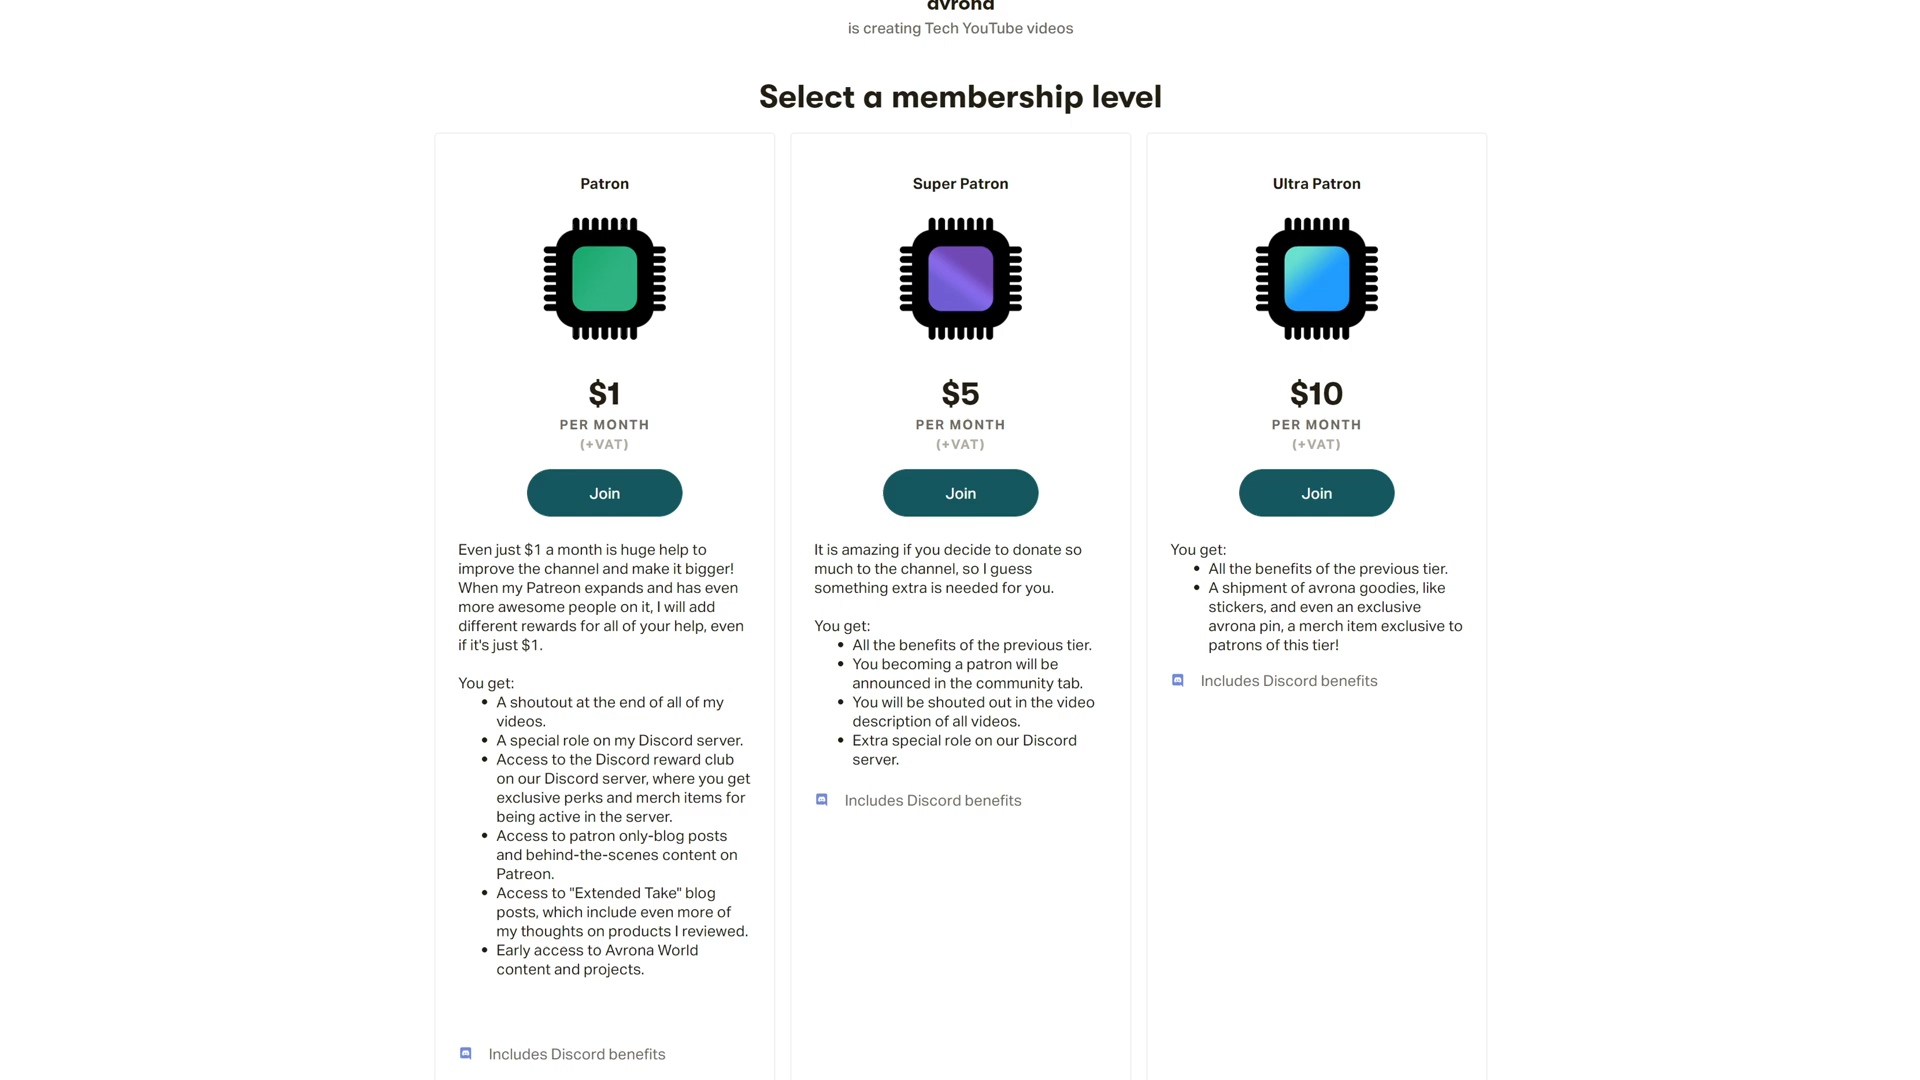 avrona
is creating Tech YouTube videos
Select a membership level
Patron
$1
PER MONTH
(+VAT)
Join
Even just $1 a month is huge help to
improve the channel and make it bigger!
When my Patreon expands and has even
more awesome people on it, I will add
different rewards for all of your help, even
if it's just $1.
You get:
A shoutout at the end of all of my
videos.
A special role on my Discord server.
Access to the Discord reward club
on our Discord server, where you get
exclusive perks and merch items for
being active in the server.
Access to patron only-blog posts
and behind-the-scenes content on
Patreon.
Access to "Extended Take" blog
posts, which include even more of
my thoughts on products I reviewed.
Early access to Avrona World
content and projects.
Includes Discord benefits
Super Patron
$5
PER MONTH
(+VAT)
Join
It is amazing if you decide to donate so
much to the channel, so I guess
something extra is needed for you.
You get:
All the benefits of the previous tier.
You becoming a patron will be
announced in the community tab.
You will be shouted out in the video
description of all videos.
Extra special role on our Discord
server.
Includes Discord benefits
Ultra Patron
$10
PER MONTH
(+VAT)
Join
You get:
All the benefits of the previous tier.
A shipment of avrona goodies, like
stickers, and even an exclusive
avrona pin, a merch item exclusive to
patrons of this tier!
Includes Discord benefits